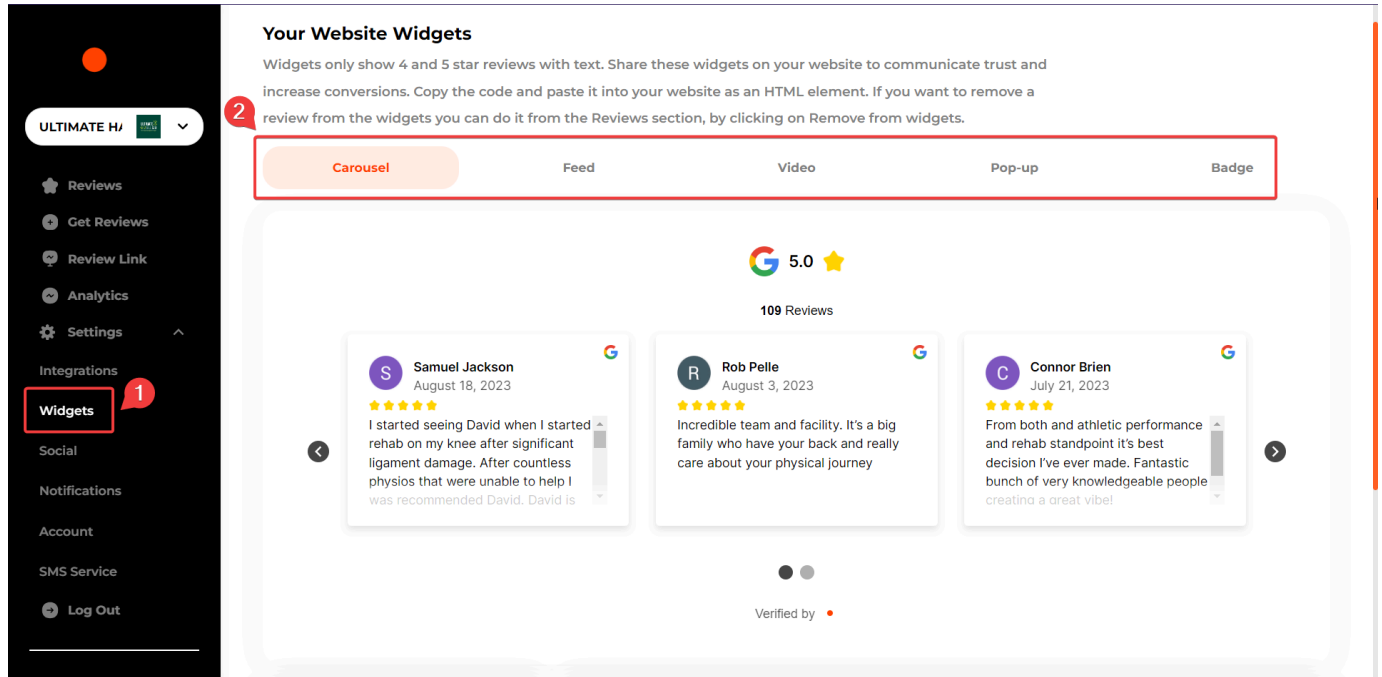 Your Website Widgets
Widgets only show 4 and 5 star reviews with text. Share these widgets on your website to communicate trust and
increase conversions. Copy the code and paste it into your website as an HTML element. If you want to remove a
review from the widgets you can do it from the Reviews section, by clicking on Remove from widgets.
ULTIMATE HA
2
Carousel Feed Video Pop-up Badge
Reviews
Get Reviews
Review Link
Analytics
Settings
Integrations
1
Widgets
Social
Notifications
Account
SMS Service
Log Out
5.0
109 Reviews
S
Samuel Jackson
August 18, 2023
I started seeing David when I started
rehab on my knee after significant
ligament damage. After countless
physios that were unable to help I
was recommended David. David is
R
Rob Pelle
August 3, 2023
Incredible team and facility. It's a big
family who have your back and really
care about your physical journey
C
Connor Brien
July 21, 2023
From both and athletic performance
and rehab standpoint it's best
decision I've ever made. Fantastic
bunch of very knowledgeable people
creating a great vibe!
Verified by